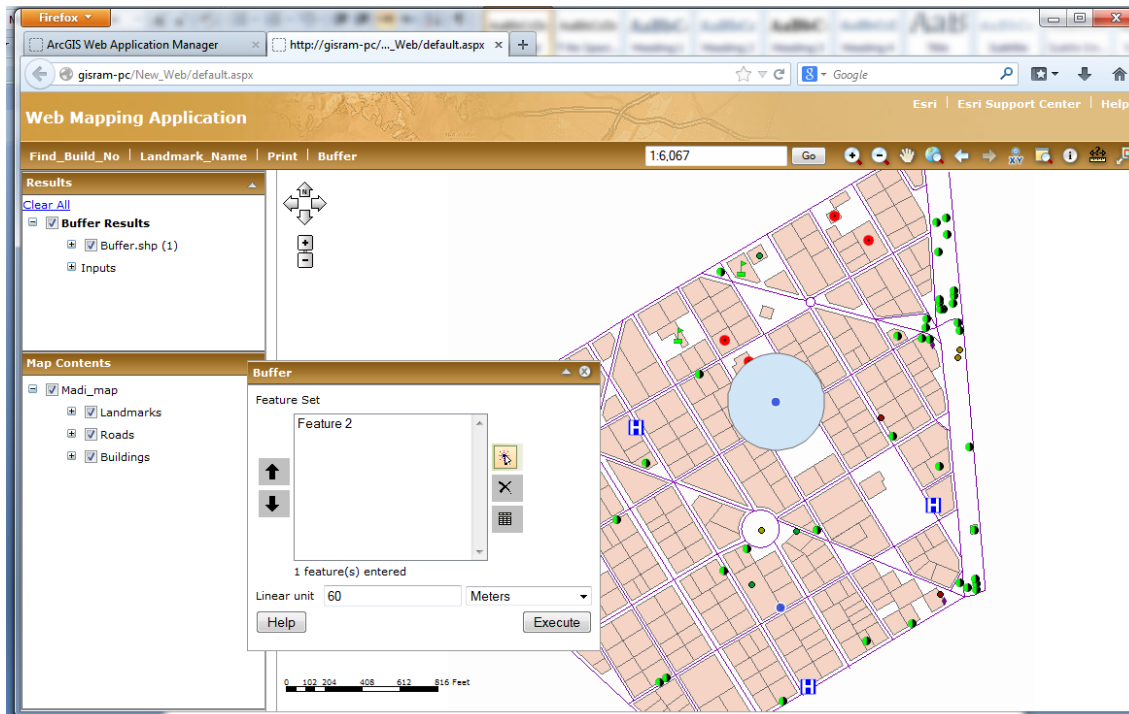 Firefox
ArcGIS Web Application Manager
http://gisram-pc/..._Web/default.aspx
gisram-pc/New_Web/default.aspx
Google
Esri | Esri Support Center | Help
Web Mapping Application
Find_Build_No | Landmark_Name | Print | Buffer
1:6,067
Go
Results
Clear All
Buffer Results
Buffer.shp (1)
Inputs
Map Contents
Madi_map
Landmarks
Roads
Buildings
N
Buffer
Feature Set
Feature 2
1 feature(s) entered
Linear unit 60 Meters
Help Execute
0 102 204 408 612 816 Feet
H
H
H